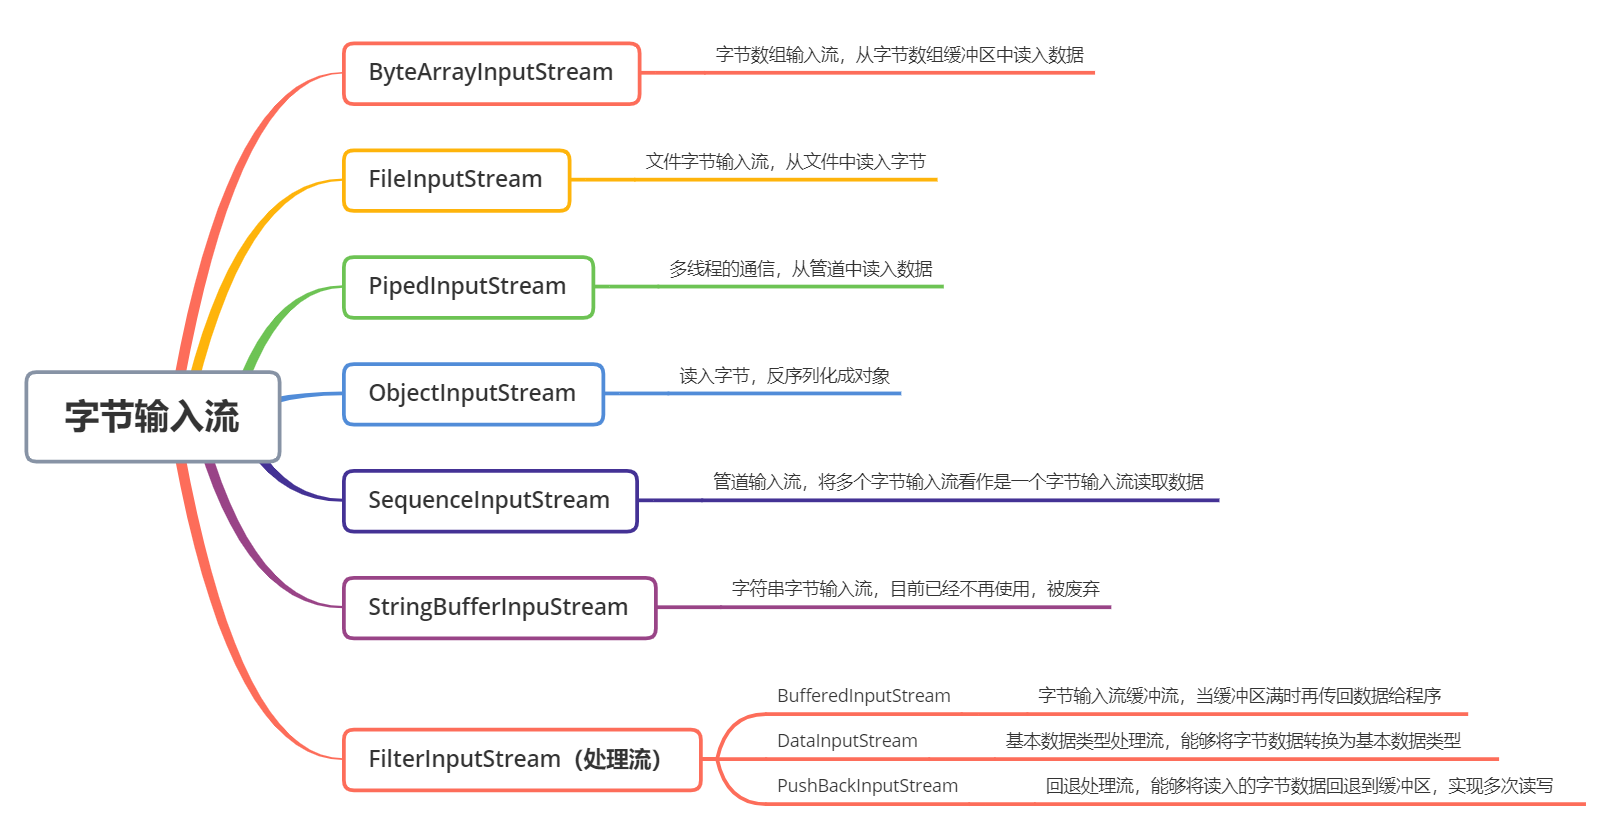 字节输入流
ByteArrayInputStream
字节数组输入流，从字节数组缓冲区中读入数据
FileInputStream
文件字节输入流，从文件中读入字节
PipedInputStream
多线程的通信，从管道中读入数据
ObjectInputStream
读入字节，反序列化成对象
SequenceInputStream
管道输入流，将多个字节输入流看作是一个字节输入流读取数据
StringBufferInpuStream
字符串字节输入流，目前已经不再使用，被废弃
FilterInputStream（处理流）
BufferedInputStream
字节输入流缓冲流，当缓冲区满时再传回数据给程序
DataInputStream
基本数据类型处理流，能够将字节数据转换为基本数据类型
PushBackInputStream
回退处理流，能够将读入的字节数据回退到缓冲区，实现多次读写